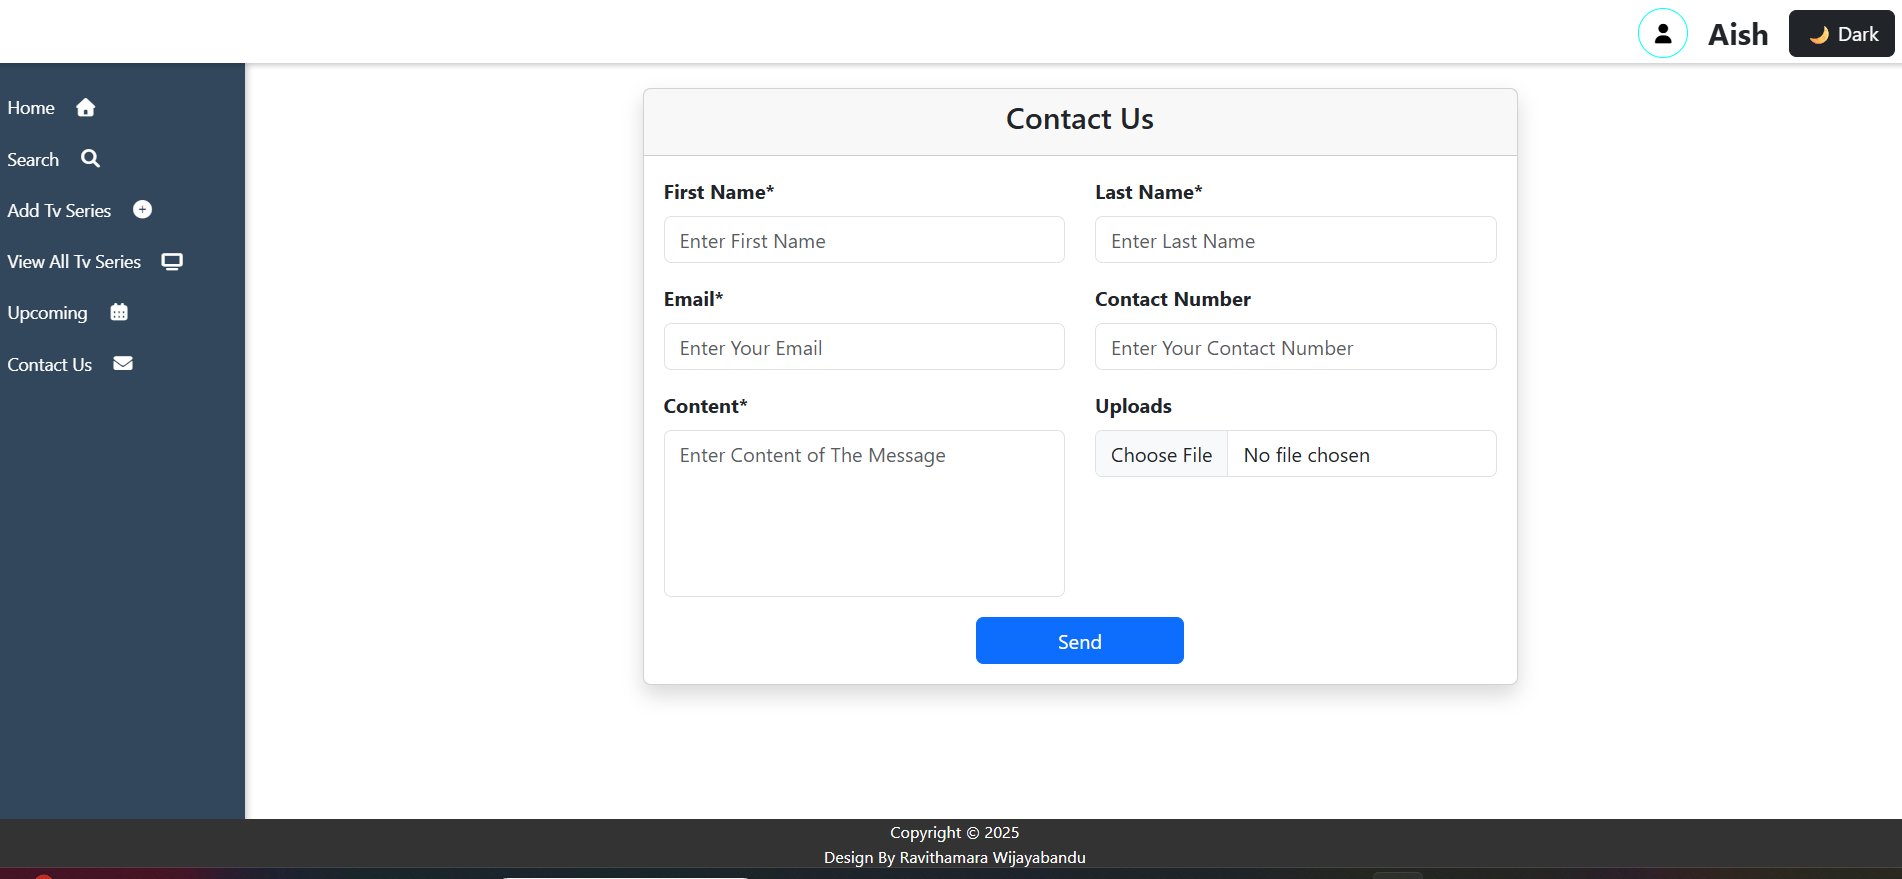 Aish
🌙 Dark
Home
Search
Add Tv Series
View All Tv Series
Upcoming
Contact Us
Contact Us
First Name*
Last Name*
Enter First Name
Enter Last Name
Email*
Contact Number
Enter Your Email
Enter Your Contact Number
Content*
Uploads
Enter Content of The Message
Choose File
No file chosen
Send
Copyright © 2025
Design By Ravithamara Wijayabandu